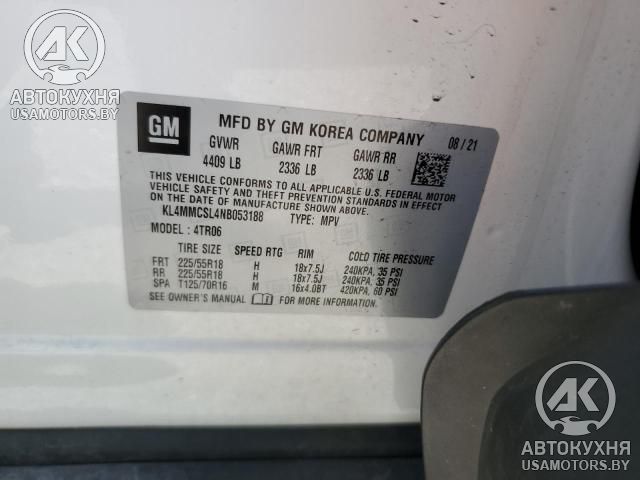 АВТОКУХНЯ
USAMOTORS.BY
GM
MFD BY GM KOREA COMPANY 08 / 21
GVWR GAWR FRT GAWR RR
4409 LB 2336 LB 2336 LB
THIS VEHICLE CONFORMS TO ALL APPLICABLE U.S. FEDERAL MOTOR
VEHICLE SAFETY AND THEFT PREVENTION STANDARDS IN EFFECT
ON THE DATE OF MANUFACTURE SHOWN ABOVE.
KL4MMCSL4NB053188 TYPE: MPV
MODEL : 4TR06
TIRE SIZE SPEED RTG RIM COLD TIRE PRESSURE
FRT 225/55R18 H 18x7.5J 240KPA, 35 PSI
RR 225/55R18 H 18x7.5J 240KPA, 35 PSI
SPA T125/70R16 M 16x4.0BT 420KPA, 60 PSI
SEE OWNER'S MANUAL FOR MORE INFORMATION.
АК
АВТОКУХНЯ
USAMOTORS.BY